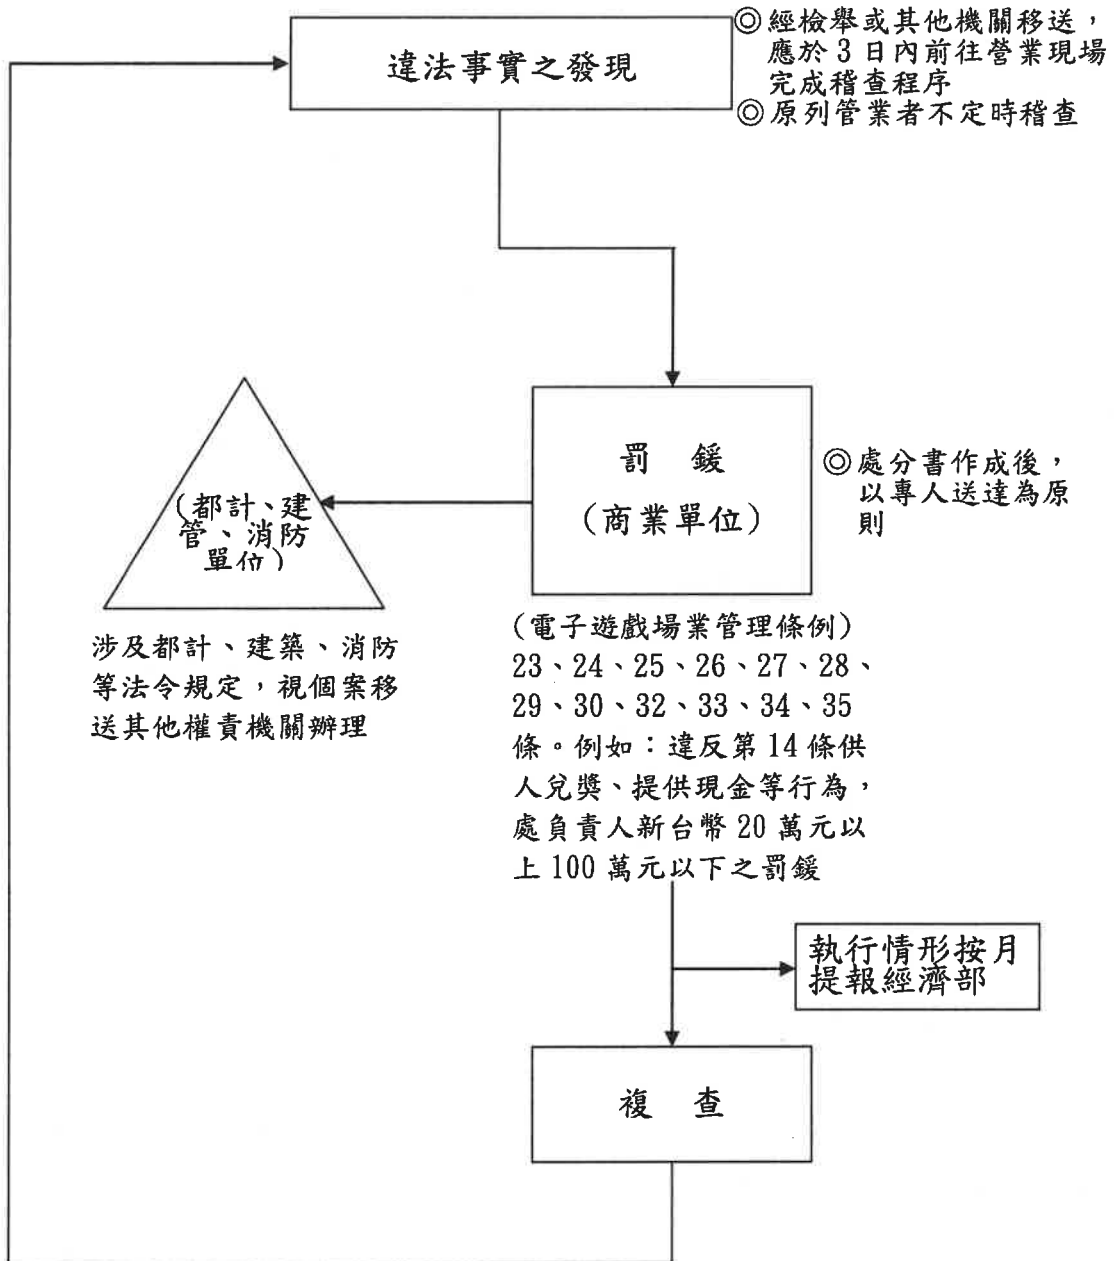 違法事實之發現
◎經檢舉或其他機關移送，
應於3日內前往營業現場
完成稽查程序
◎原列管業者不定時稽查
罰 鍰
(商業單位)
◎處分書作成後，
以專人送達為原
則
(都計、建
管、消防
單位)
涉及都計、建築、消防
等法令規定，視個案移
送其他權責機關辦理
(電子遊戲場業管理條例)
23、24、25、26、27、28、
29、30、32、33、34、35
條。例如：違反第14條供
人兌獎、提供現金等行為，
處負責人新台幣20萬元以
上100萬元以下之罰鍰
執行情形按月
提報經濟部
複 查